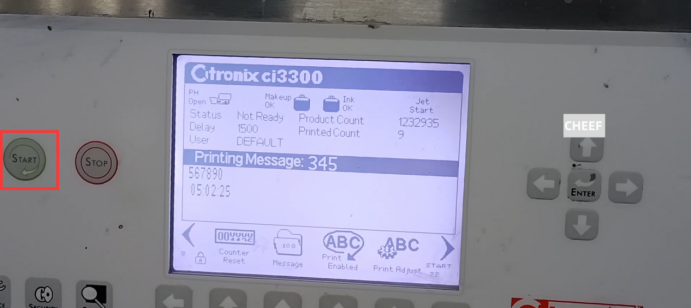 Citronix ci3300
PH Open
Makeup OK
Ink OK
Jet Start
Status Not Ready Product Count 1232935
Delay 1500 Printed Count 9
User DEFAULT
Printing Message: 345
567890
05.02.25
Counter Reset
Message
ABC Print Enabled
ABC Print Adjust
START
START
STOP
CHEEF
ENTER